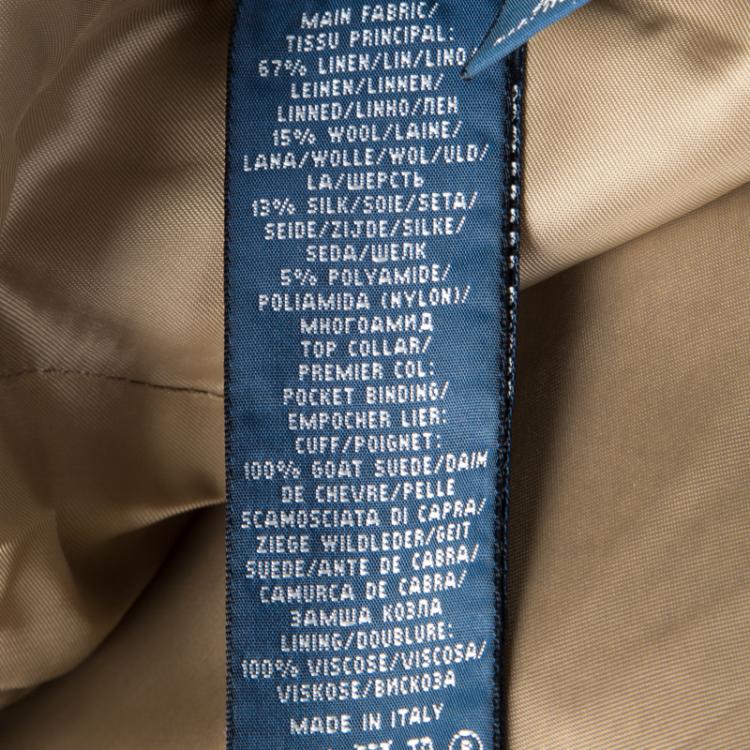 MAIN FABRIC/
TISSU PRINCIPAL:
67% LINEN/LIN/LINO/
LEINEN/LINNEN/
LINNED/LINHO/ЛЕН
15% WOOL/LAINE/
LANA/WOLLE/WOL/ULD/
LA/ШЕРСТЬ
13% SILK/SOIE/SETA/
SEIDE/ZIJDE/SILKE/
SEDA/ШЕЛК
5% POLYAMIDE/
POLIAMIDA (NYLON)/
МНОГОАМИД
TOP COLLAR/
PREMIER COL:
POCKET BINDING/
EMPOCHER LIER:
CUFF/POIGNET:
100% GOAT SUEDE/DAIM
DE CHEVRE/PELLE
SCAMOSCIATA DI CAPRA/
ZIEGE WILDLEDER/GEIT
SUEDE/ANTE DE CABRA/
CAMURCA DE CABRA/
ЗАМША КОЗЛА
LINING/DOUBLURE:
100% VISCOSE/VISCOSA/
VISKOSE/ВИСКОЗА
MADE IN ITALY